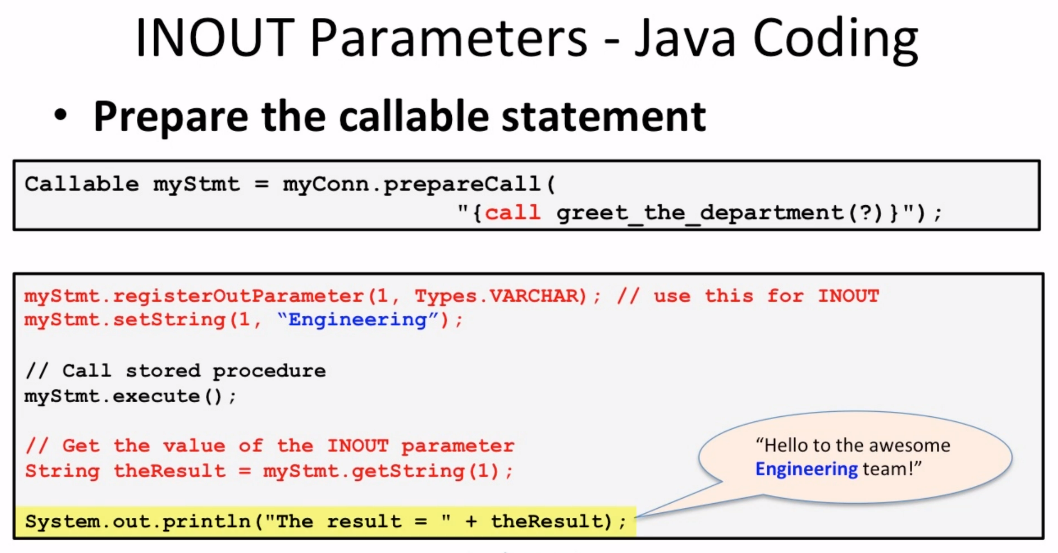 INOUT Parameters - Java Coding
• Prepare the callable statement
Callable myStmt = myConn.prepareCall(
"{call greet_the_department(?)}");
myStmt.registerOutParameter(1, Types.VARCHAR); // use this for INOUT
myStmt.setString(1, “Engineering”);
// Call stored procedure
myStmt.execute();
// Get the value of the INOUT parameter
String theResult = myStmt.getString(1);
“Hello to the awesome
Engineering team!”
System.out.println("The result = " + theResult);